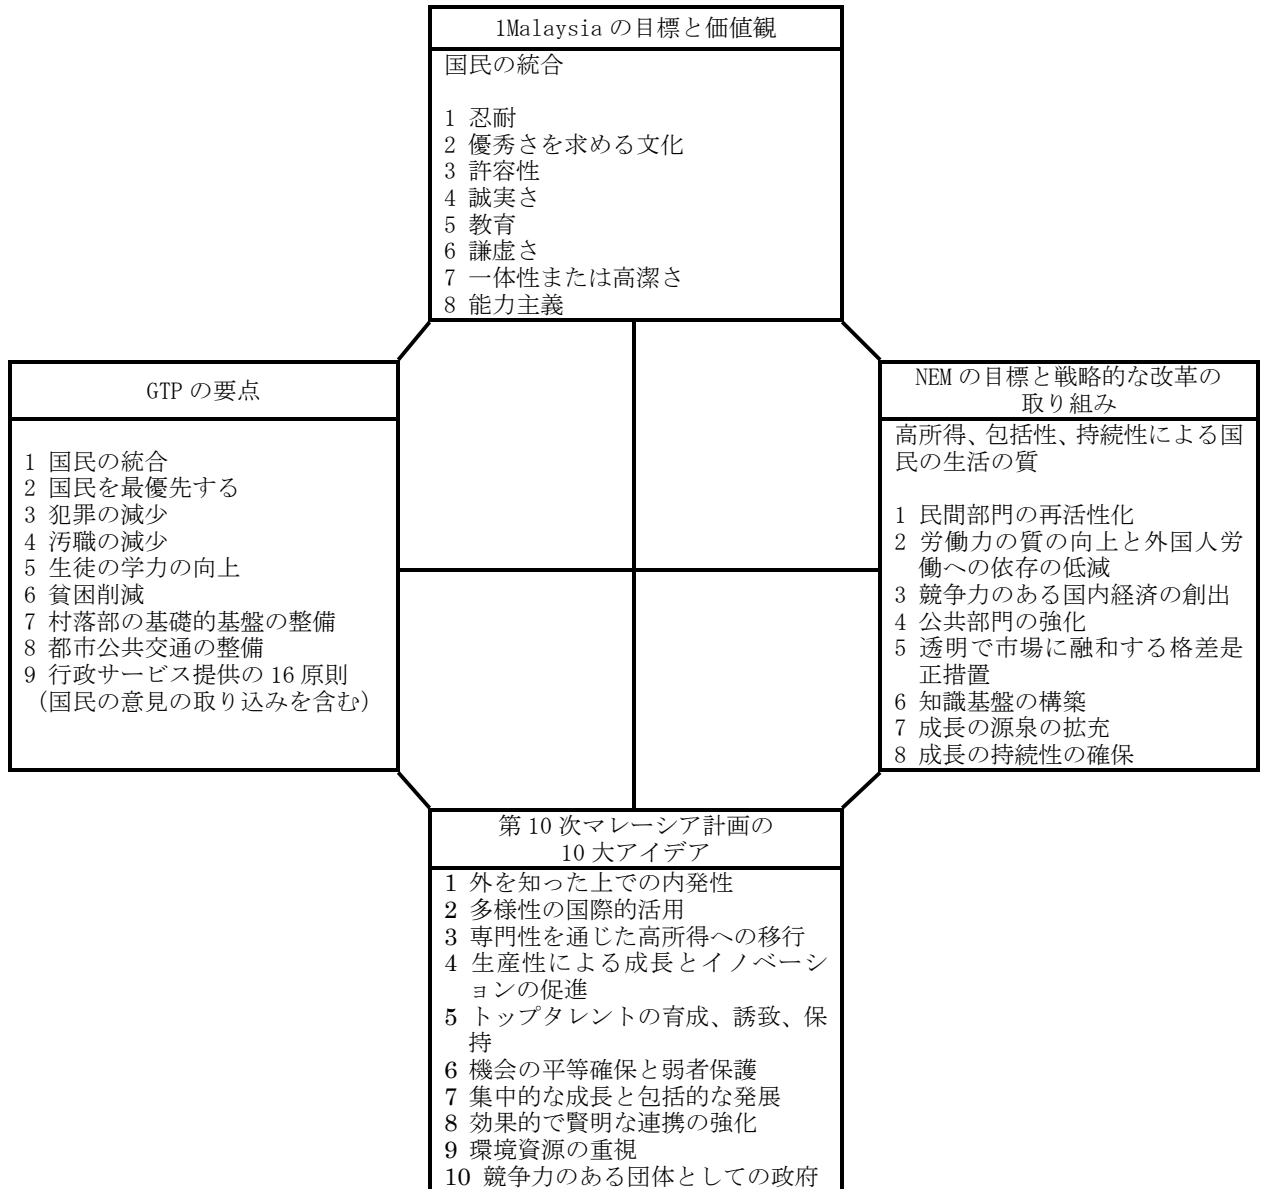 1Malaysia の目標と価値観
国民の統合
1 忍耐
2 優秀さを求める文化
3 許容性
4 誠実さ
5 教育
6 謙虚さ
7 一体性または高潔さ
8 能力主義
GTP の要点
1 国民の統合
2 国民を最優先する
3 犯罪の減少
4 汚職の減少
5 生徒の学力の向上
6 貧困削減
7 村落部の基礎的基盤の整備
8 都市公共交通の整備
9 行政サービス提供の 16 原則
（国民の意見の取り込みを含む）
NEM の目標と戦略的な改革の
取り組み
高所得、包括性、持続性による国
民の生活の質
1 民間部門の再活性化
2 労働力の質の向上と外国人労
働への依存の低減
3 競争力のある国内経済の創出
4 公共部門の強化
5 透明で市場に融和する格差是
正措置
6 知識基盤の構築
7 成長の源泉の拡充
8 成長の持続性の確保
第 10 次マレーシア計画の
10 大アイデア
1 外を知った上での内発性
2 多様性の国際的活用
3 専門性を通じた高所得への移行
4 生産性による成長とイノベーシ
ョンの促進
5 トップタレントの育成、誘致、保
持
6 機会の平等確保と弱者保護
7 集中的な成長と包括的な発展
8 効果的で賢明な連携の強化
9 環境資源の重視
10 競争力のある団体としての政府